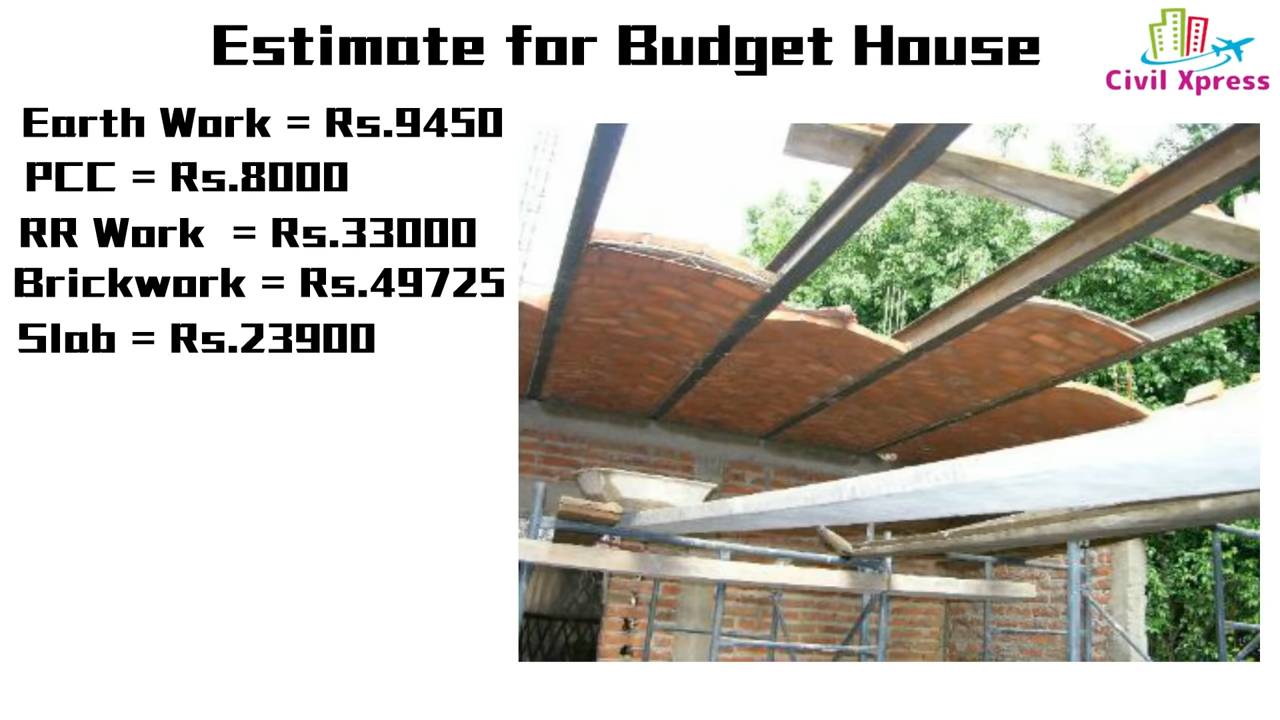 Estimate for Budget House
Civil Xpress
Earth Work = Rs.9450
PCC = Rs.8000
RR Work = Rs.33000
Brickwork = Rs.49725
Slab = Rs.23900